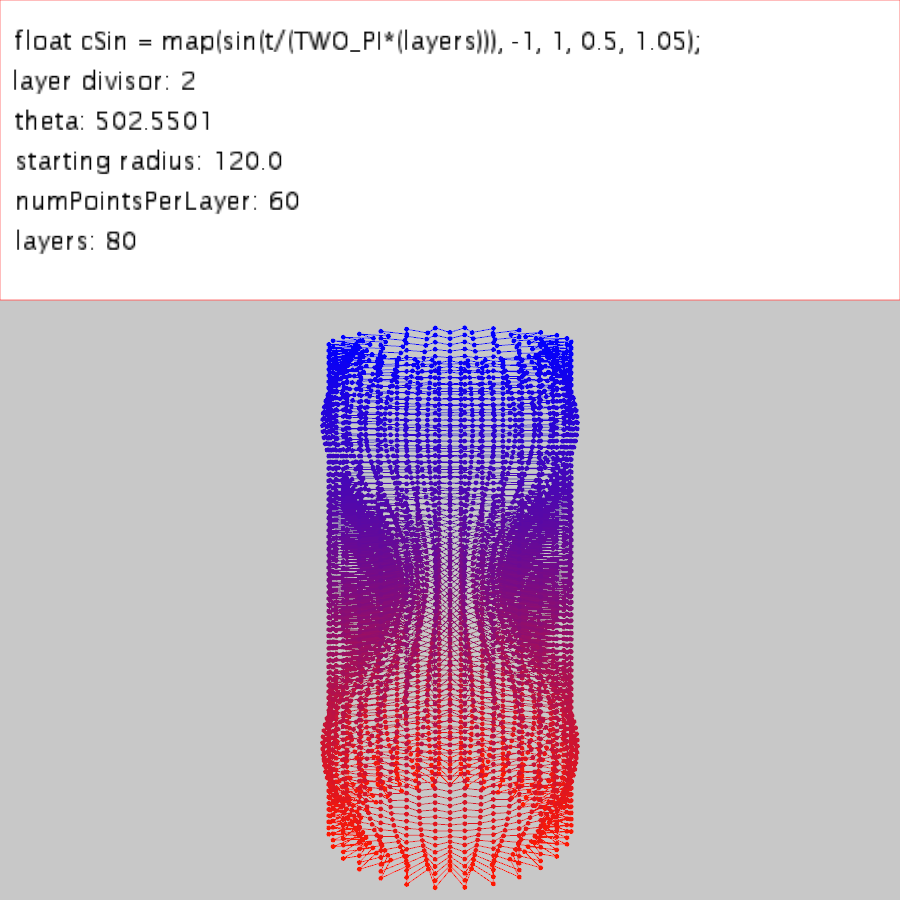 float cSin = map(sin(t/(TWO_PI*(layers))), -1, 1, 0.5, 1.05);
layer divisor: 2
theta: 502.5501
starting radius: 120.0
numPointsPerLayer: 60
layers: 80